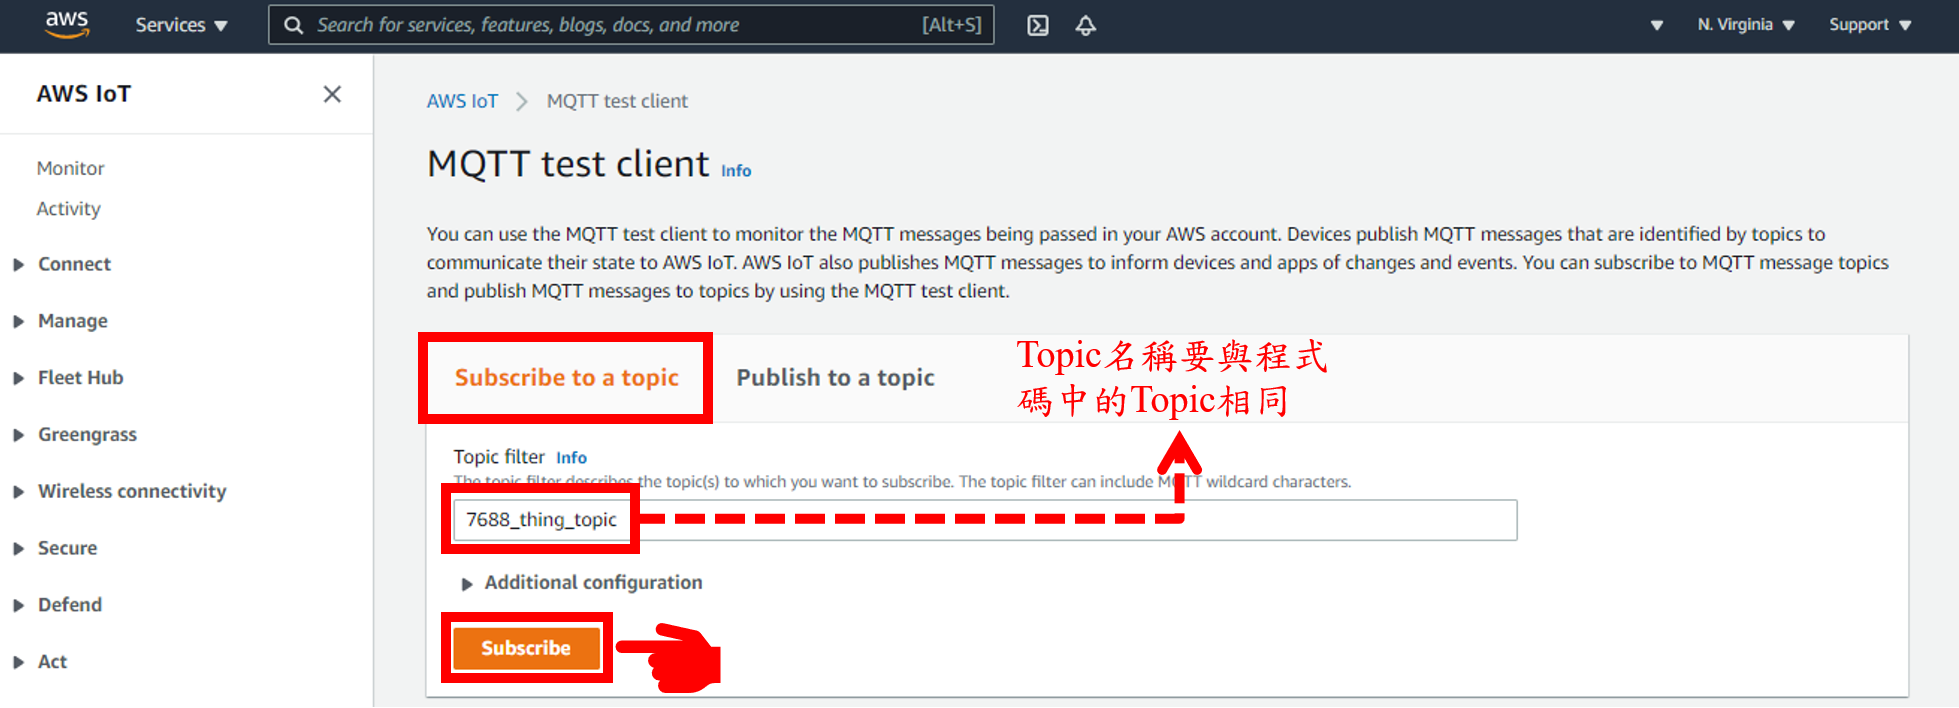 aws
Services
Search for services, features, blogs, docs, and more
[Alt+S]
N. Virginia
Support
AWS IoT
Monitor
Activity
Connect
Manage
Fleet Hub
Greengrass
Wireless connectivity
Secure
Defend
Act
AWS IoT > MQTT test client
MQTT test client Info
You can use the MQTT test client to monitor the MQTT messages being passed in your AWS account. Devices publish MQTT messages that are identified by topics to
communicate their state to AWS IoT. AWS IoT also publishes MQTT messages to inform devices and apps of changes and events. You can subscribe to MQTT message topics
and publish MQTT messages to topics by using the MQTT test client.
Subscribe to a topic
Publish to a topic
Topic名稱要與程式
碼中的Topic相同
Topic filter Info
The topic filter describes the topic(s) to which you want to subscribe. The topic filter can include MQTT wildcard characters.
7688_thing_topic
Additional configuration
Subscribe